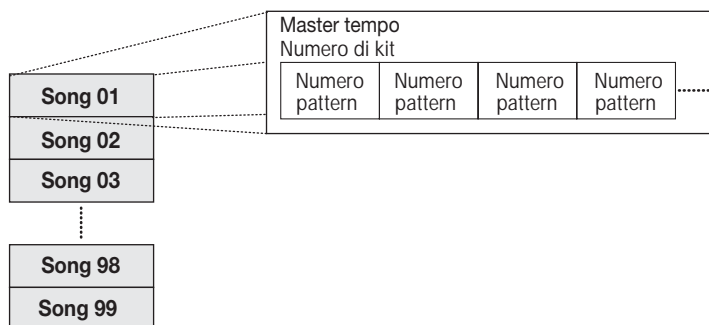 Master tempo
Numero di kit
Numero pattern
Numero pattern
Numero pattern
Numero pattern
Song 01
Song 02
Song 03
Song 98
Song 99